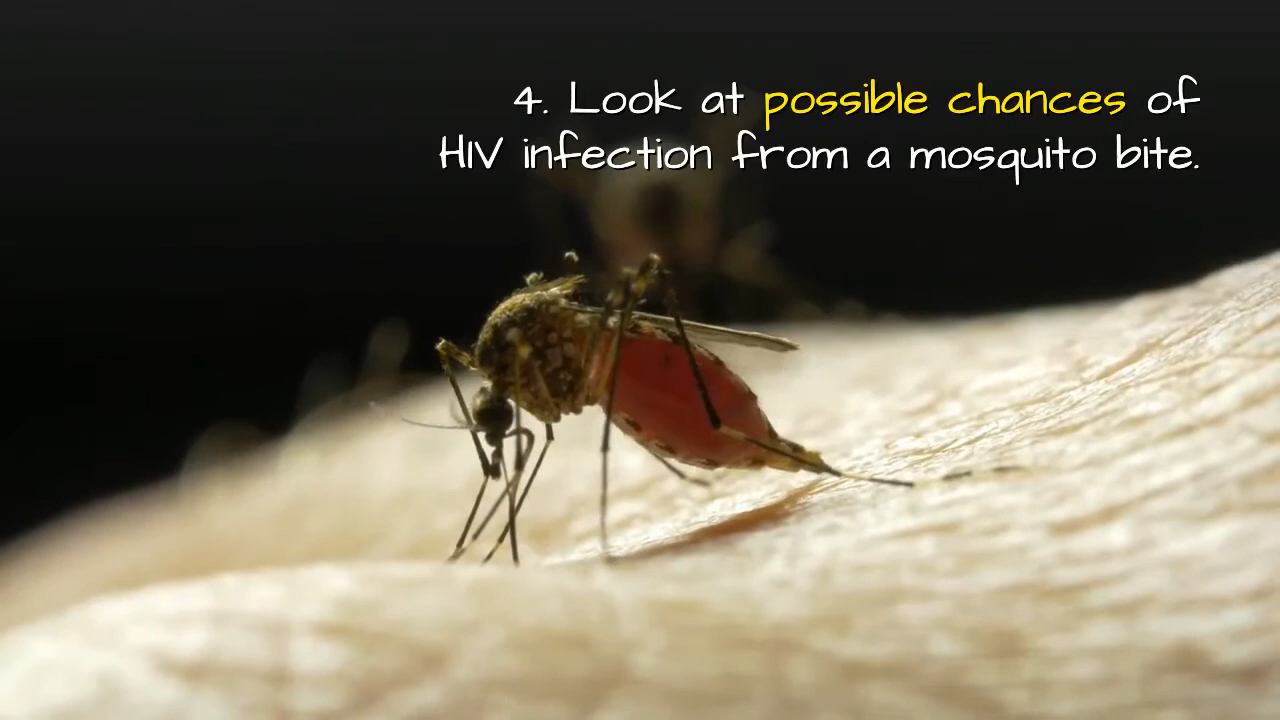 4. Look at possible chances of
HIV infection from a mosquito bite.